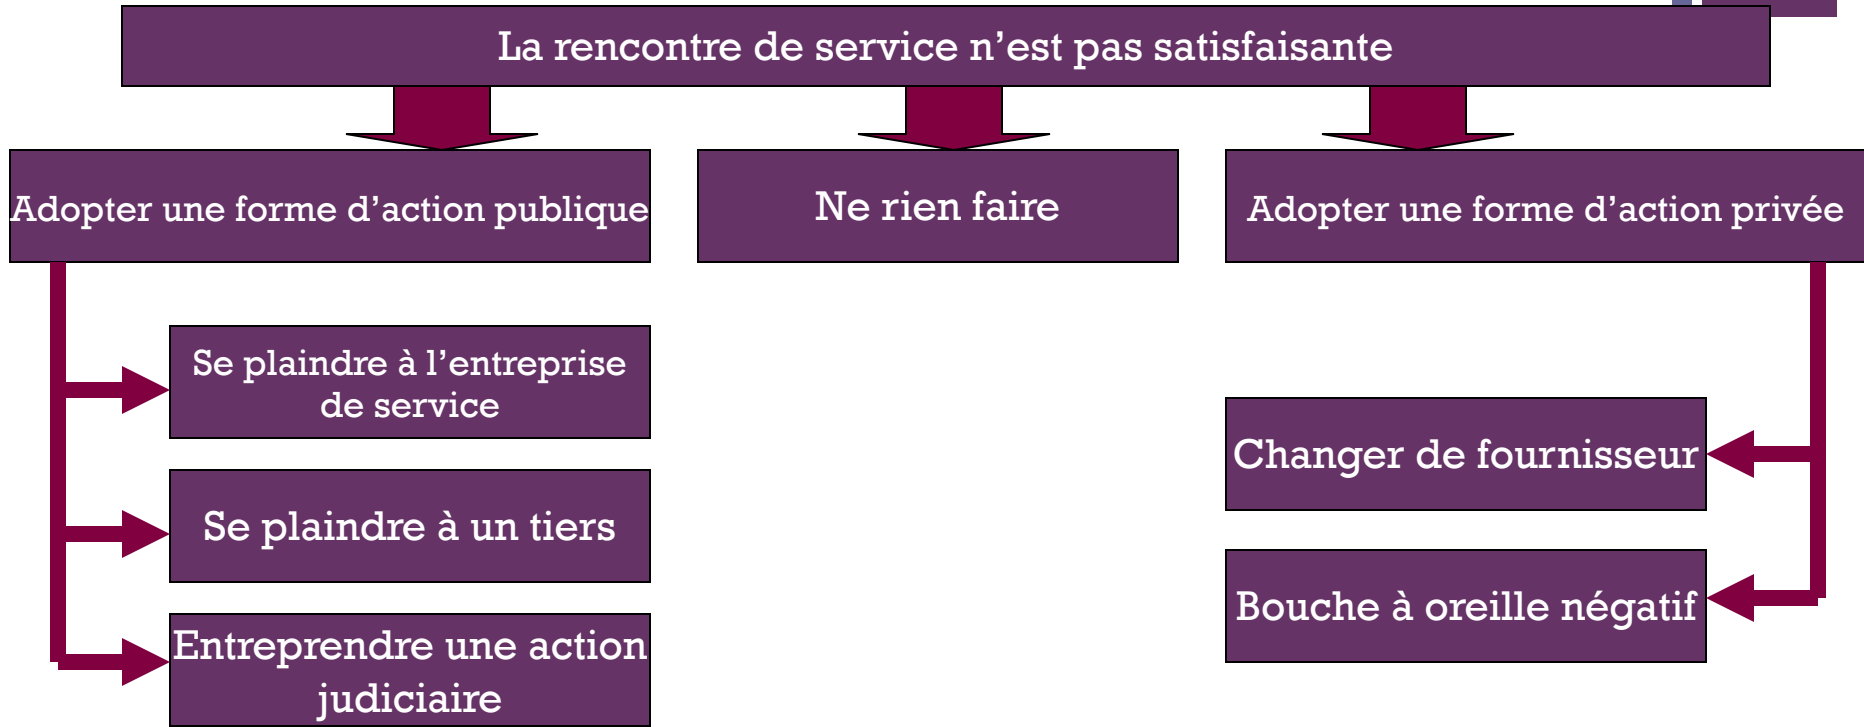 La rencontre de service n’est pas satisfaisante
Adopter une forme d’action publique
Ne rien faire
Adopter une forme d’action privée
Se plaindre à l’entreprise
de service
Se plaindre à un tiers
Entreprendre une action
judiciaire
Changer de fournisseur
Bouche à oreille négatif